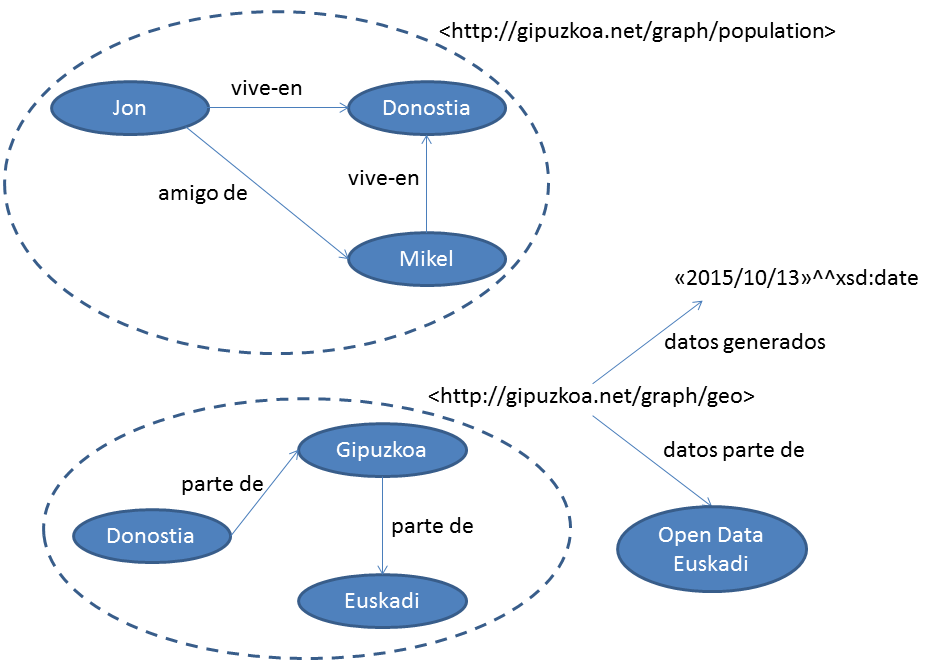 <http://gipuzkoa.net/graph/population>
vive-en
Jon
Donostia
amigo de
vive-en
Mikel
«2015/10/13»^^xsd:date
datos generados
<http://gipuzkoa.net/graph/geo>
Gipuzkoa
datos parte de
parte de
parte de
Donostia
Open Data
Euskadi
Euskadi